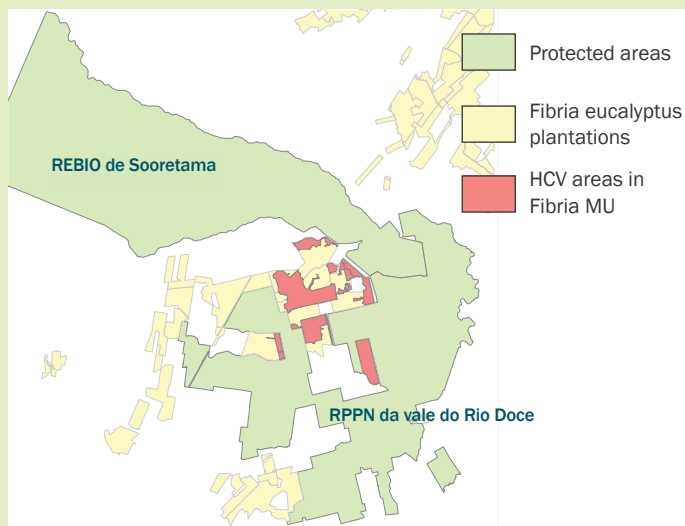 Protected areas
Fibria eucalyptus
plantations
HCV areas in
Fibria MU
REBIO de Sooretama
RPPN da vale do Rio Doce